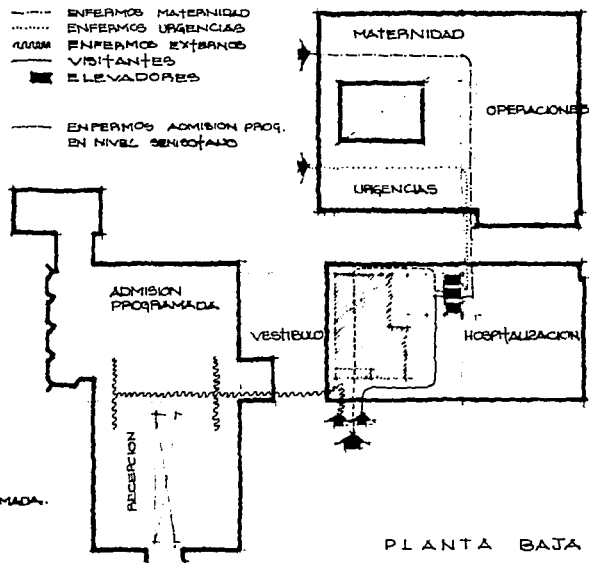 ENFERMOS MATERNIDAD
ENFERMOS URGENCIAS
ENFERMOS EXTERNOS
VISITANTES
ELEVADORES
ENFERMOS ADMISION PROG.
EN NIVEL SEMISOTANO
MATERNIDAD
OPERACIONES
URGENCIAS
ADMISION
PROGRAMADA
VESTIBULO
HOSPITALIZACION
RECEPCION
MADA.
PLANTA BAJA